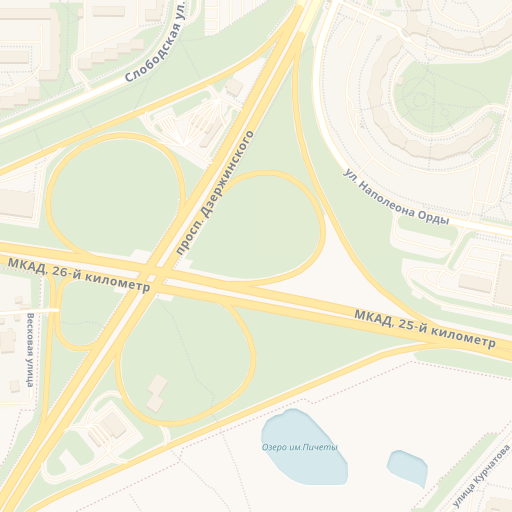 Слободская ул.
просп. Дзержинского
ул. Наполеона Орды
МКАД, 26-й километр
МКАД, 25-й километр
Весковая улица
Озеро им.Пичеты
улица Курчатова